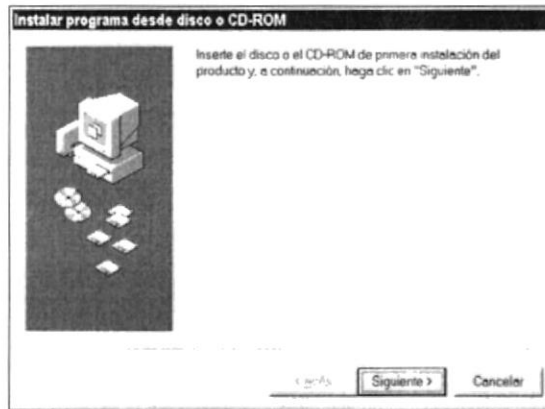 Instalar programa desde disco o CD-ROM
Inserte el disco o el CD-ROM de primera instalación del
producto y, a continuación, haga clic en "Siguiente".
Siguiente >
Cancelar